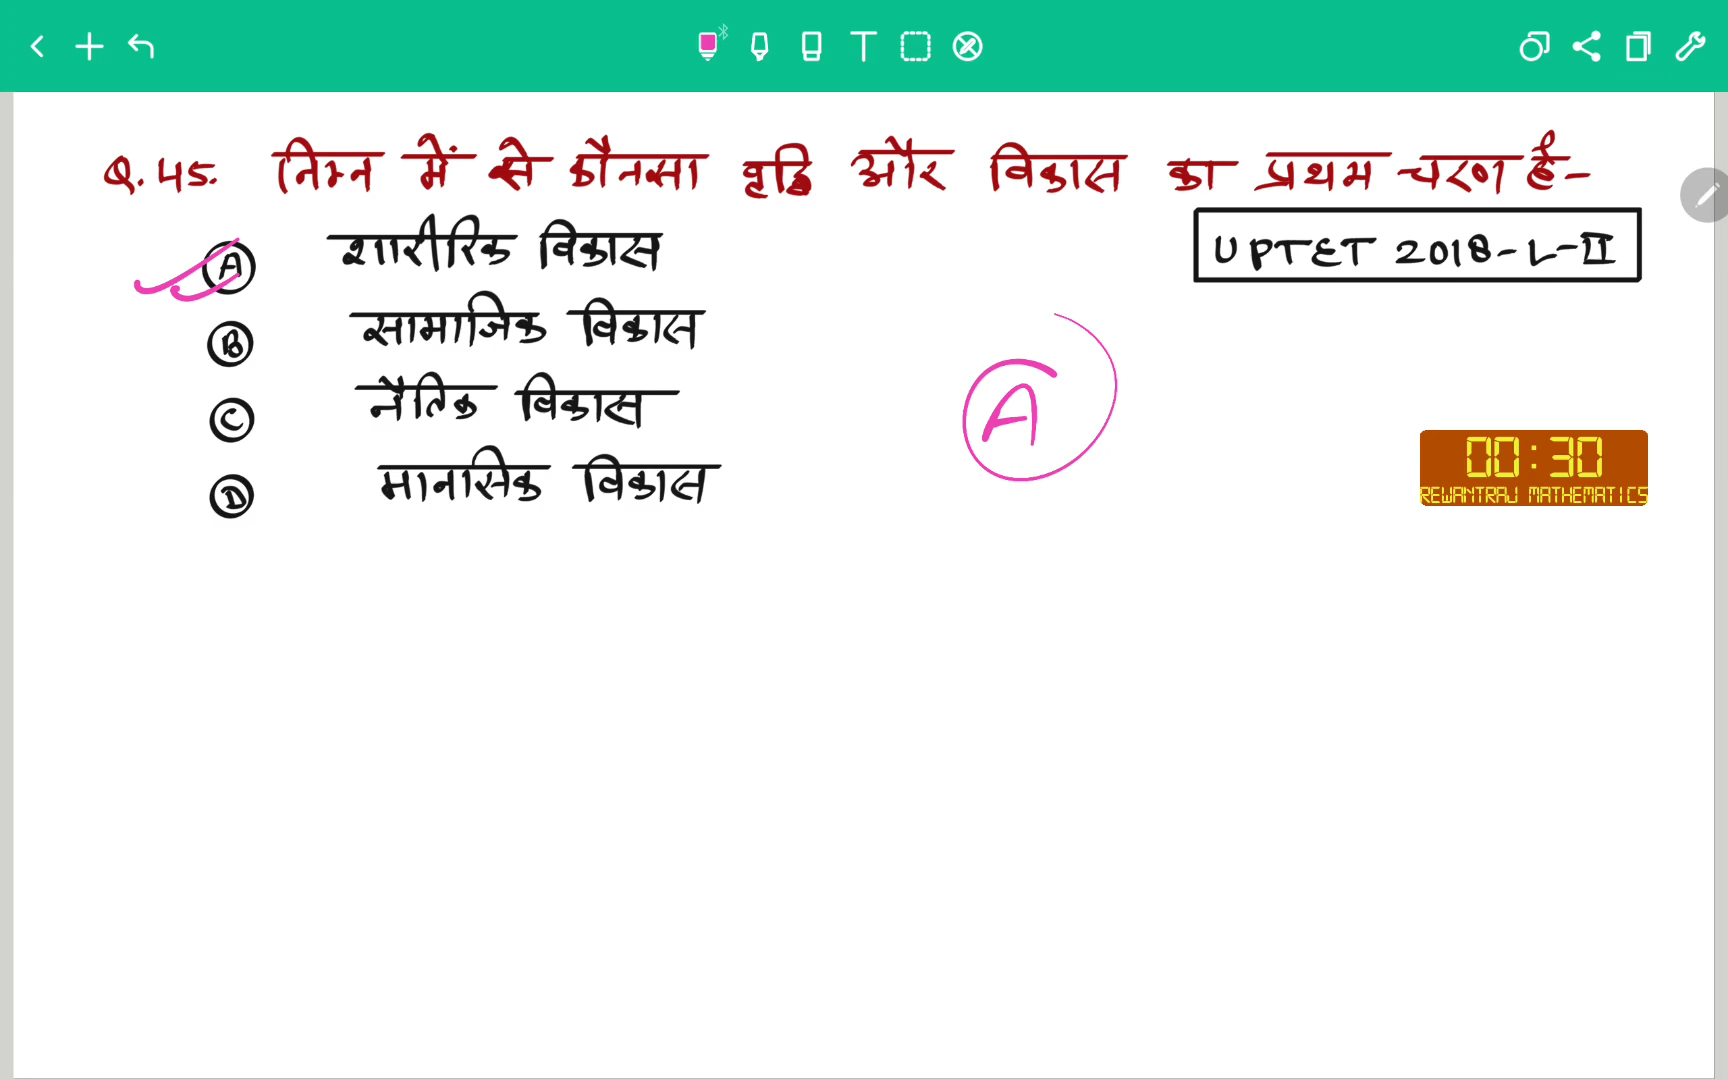 Q. 45. निम्न में से कौनसा वृद्धि और विकास का प्रथम चरण है-
UPTET 2018-L-II
A शारीरिक विकास
B सामाजिक विकास
C नैतिक विकास
D मानसिक विकास
A
00:30
REWANTRAJ MATHEMATICS